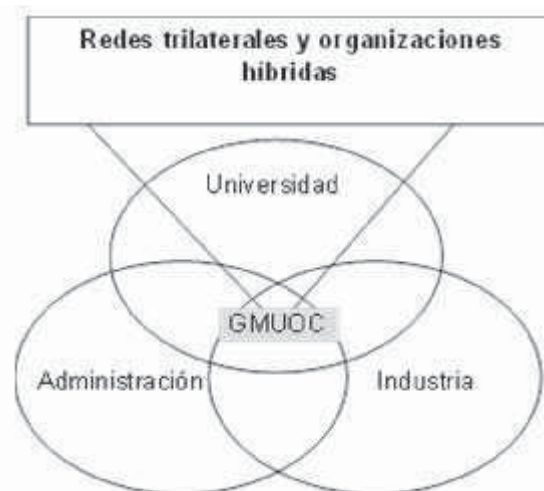 Redes trilaterales y organizaciones
híbridas
Universidad
GMUOC
Administración
Industria